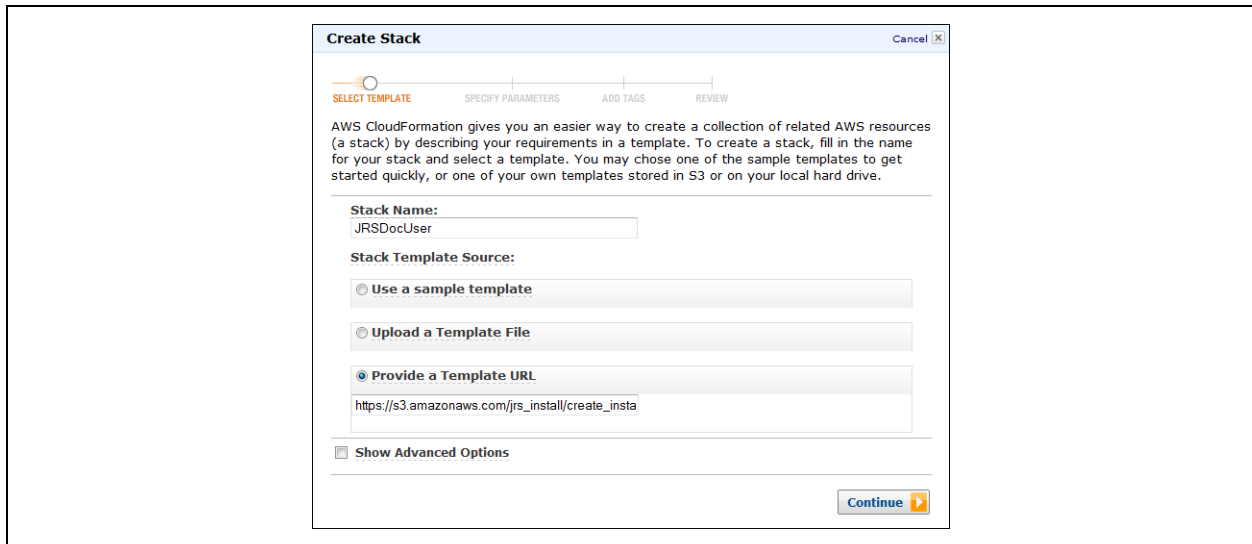 Create Stack
Cancel
SELECT TEMPLATE SPECIFY PARAMETERS ADD TAGS REVIEW
AWS CloudFormation gives you an easier way to create a collection of related AWS resources
(a stack) by describing your requirements in a template. To create a stack, fill in the name
for your stack and select a template. You may chose one of the sample templates to get
started quickly, or one of your own templates stored in S3 or on your local hard drive.
Stack Name:
JRSDocUser
Stack Template Source:
Use a sample template
Upload a Template File
Provide a Template URL
https://s3.amazonaws.com/jrs_install/create_insta
Show Advanced Options
Continue